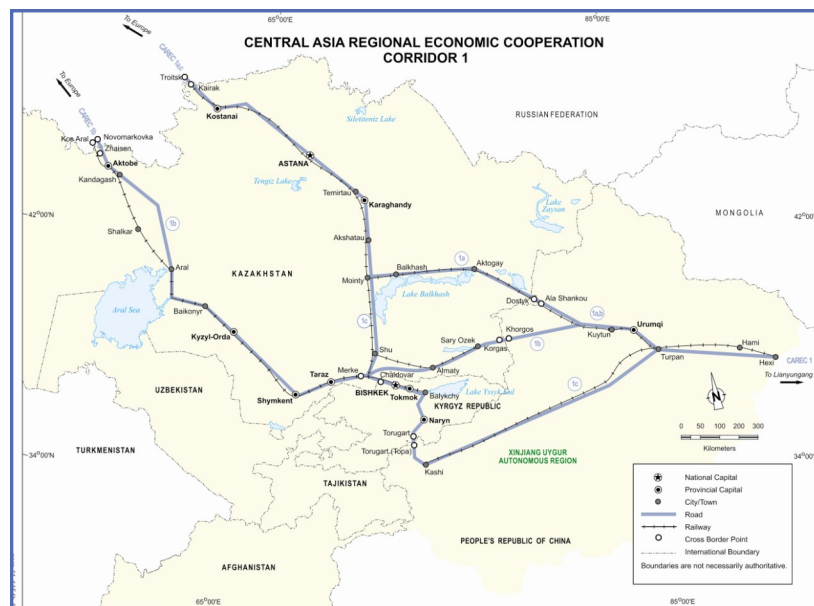 65°00'E
85°00'E
CENTRAL ASIA REGIONAL ECONOMIC COOPERATION
CORRIDOR 1
To Europe
CAREC 1a,c
Troitsk
Kairak
Kostanai
RUSSIAN FEDERATION
To Europe
CAREC 1b
Kos Aral
Novomarkovka
Zhaisen
Aktobe
Kandagash
Siletiteniz Lake
ASTANA
Tengiz Lake
Temirtau
Karaghandy
Lake
Zaysan
MONGOLIA
42°00'N
42°00'N
Shalkar
1b
Akshatau
KAZAKHSTAN
Aral
Aral Sea
Mointy
Balkhash
1a
Aktogay
Lake Balkhash
Dostyk
Ala Shankou
1a,b
Baikonyr
1c
Kyzyl-Orda
Shu
Sary Ozek
Khorgos
Korgas
1b
Kuytun
Urumqi
Almaty
Turpan
Hami
Hexi
CAREC 1
To Lianyungang
Merke
Taraz
Chaldovar
Shymkent
BISHKEK
Tokmok
Balykchy
Lake Yssyk Kul
KYRGYZ REPUBLIC
1c
UZBEKISTAN
Naryn
N
0 50 100 200 300
Kilometers
TURKMENISTAN
Torugart
Torugart (Topa)
Kashi
XINJIANG UYGUR
AUTONOMOUS REGION
34°00'N
34°00'N
TAJIKISTAN
PEOPLE'S REPUBLIC OF CHINA
AFGHANISTAN
National Capital
Provincial Capital
City/Town
Road
Railway
Cross Border Point
International Boundary
Boundaries are not necessarily authoritative.
65°00'E
85°00'E